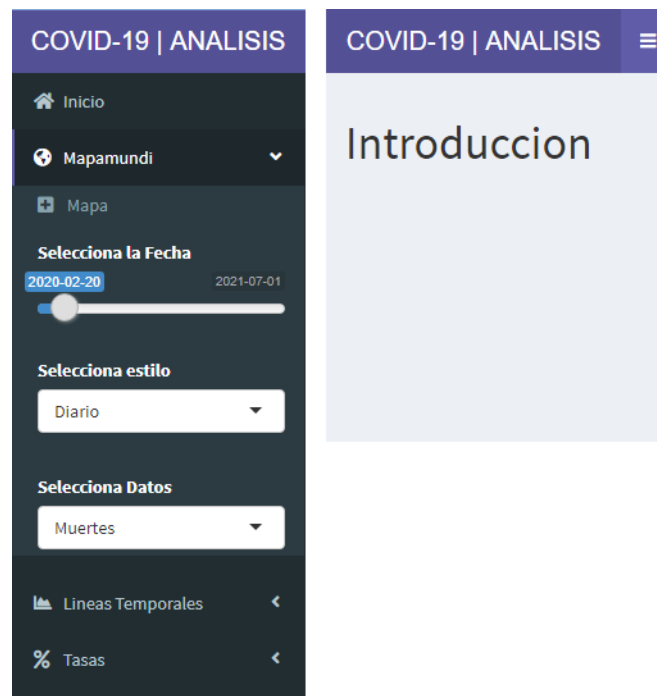 COVID-19 | ANALISIS
Inicio
Mapamundi
Mapa
Selecciona la Fecha
2020-02-20 2021-07-01
Selecciona estilo
Diario
Selecciona Datos
Muertes
Lineas Temporales
Tasas
COVID-19 | ANALISIS
Introduccion